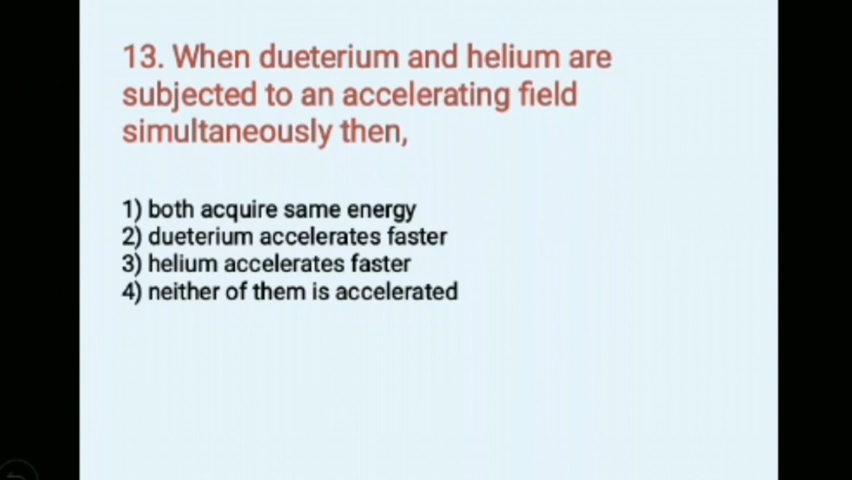 13. When dueterium and helium are
subjected to an accelerating field
simultaneously then,
1) both acquire same energy
2) dueterium accelerates faster
3) helium accelerates faster
4) neither of them is accelerated